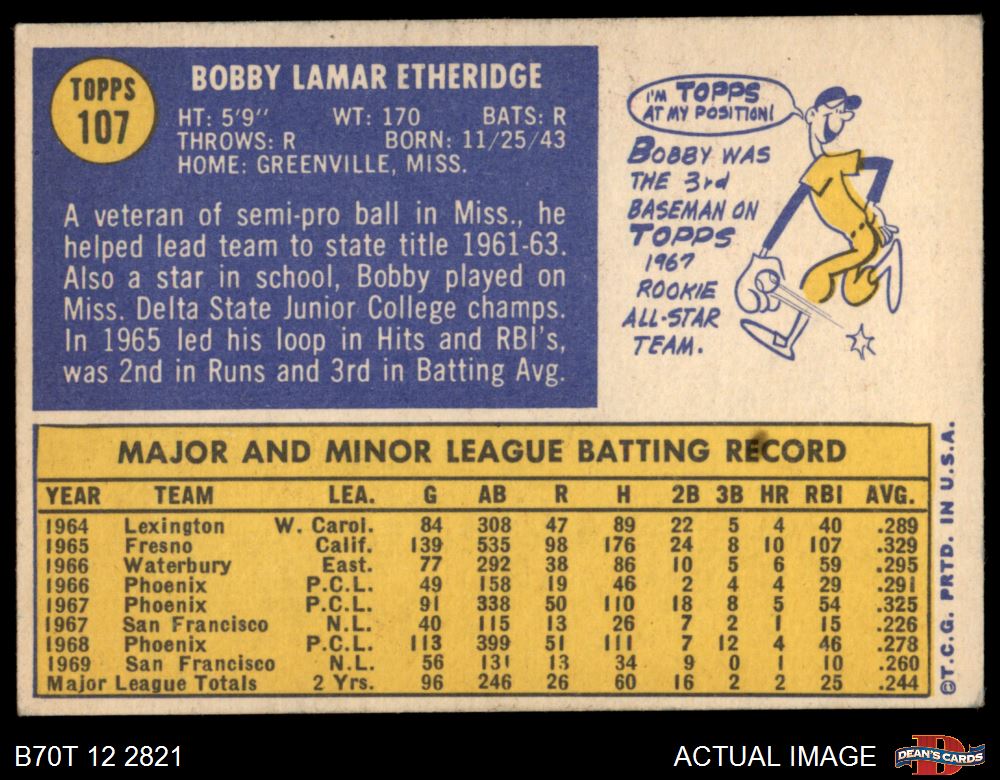 TOPPS
107
BOBBY LAMAR ETHERIDGE
HT: 5'9" WT: 170 BATS: R
THROWS: R BORN: 11/25/43
HOME: GREENVILLE, MISS.
A veteran of semi-pro ball in Miss., he
helped lead team to state title 1961-63.
Also a star in school, Bobby played on
Miss. Delta State Junior College champs.
In 1965 led his loop in Hits and RBI's,
was 2nd in Runs and 3rd in Batting Avg.
I'M TOPPS
AT MY POSITION!
BOBBY WAS
THE 3rd
BASEMAN ON
TOPPS
1967
ROOKIE
ALL-STAR
TEAM.
MAJOR AND MINOR LEAGUE BATTING RECORD
YEAR TEAM LEA. G AB R H 2B 3B HR RBI AVG.
1964 Lexington W. Carol. 84 308 47 89 22 5 4 40 .289
1965 Fresno Calif. 139 535 98 176 24 8 10 107 .329
1966 Waterbury East. 77 292 38 86 10 5 6 59 .295
1966 Phoenix P.C.L. 49 158 19 46 2 4 4 29 .291
1967 Phoenix P.C.L. 91 338 50 110 18 8 5 54 .325
1967 San Francisco N.L. 40 115 13 26 7 2 1 15 .226
1968 Phoenix P.C.L. 113 399 51 111 7 12 4 46 .278
1969 San Francisco N.L. 56 131 13 34 9 0 1 10 .260
Major League Totals 2 Yrs. 96 246 26 60 16 2 2 25 .244
©T.C.G. PRTD. IN U.S.A.
B70T 12 2821
ACTUAL IMAGE
D
DEAN'S CARDS